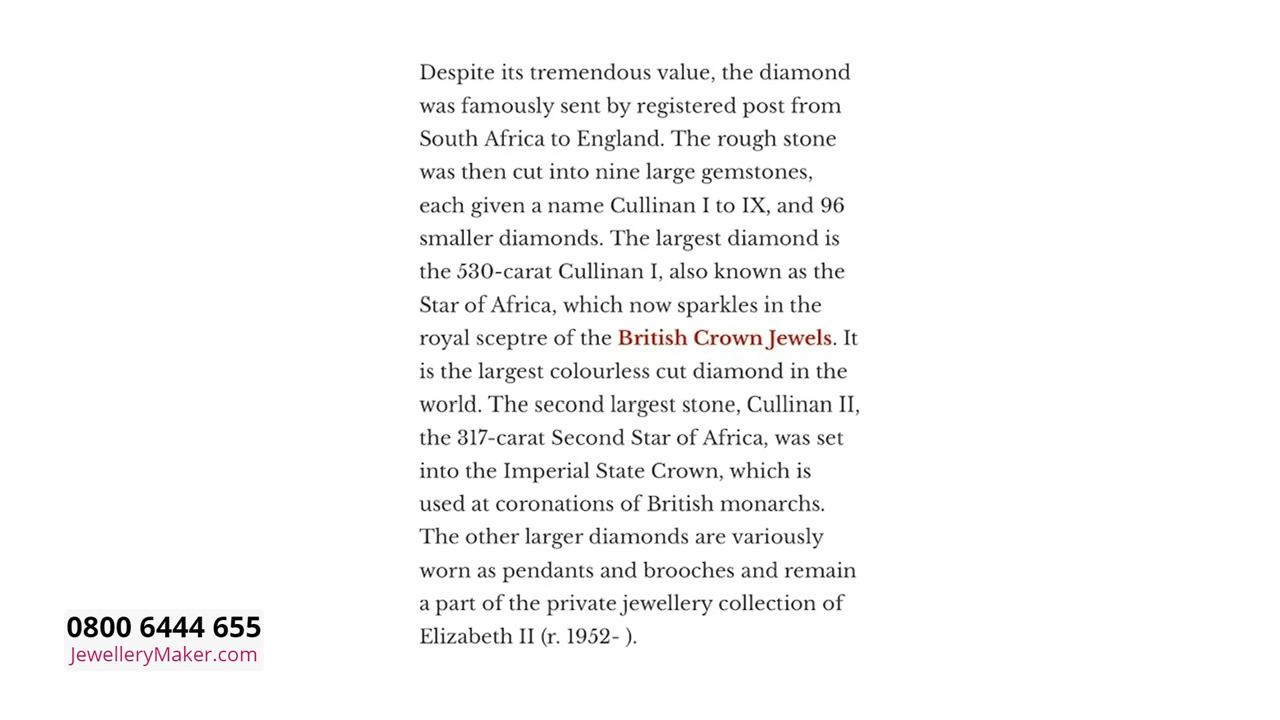 Despite its tremendous value, the diamond
was famously sent by registered post from
South Africa to England. The rough stone
was then cut into nine large gemstones,
each given a name Cullinan I to IX, and 96
smaller diamonds. The largest diamond is
the 530-carat Cullinan I, also known as the
Star of Africa, which now sparkles in the
royal sceptre of the British Crown Jewels. It
is the largest colourless cut diamond in the
world. The second largest stone, Cullinan II,
the 317-carat Second Star of Africa, was set
into the Imperial State Crown, which is
used at coronations of British monarchs.
The other larger diamonds are variously
worn as pendants and brooches and remain
a part of the private jewellery collection of
Elizabeth II (r. 1952- ).
0800 6444 655
JewelleryMaker.com